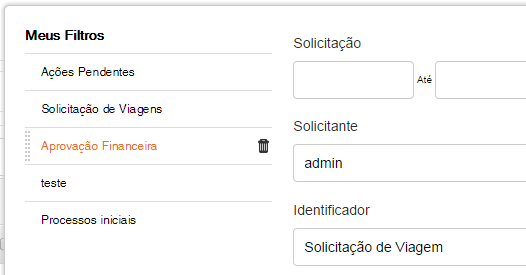 Meus Filtros
Ações Pendentes
Solicitação de Viagens
Aprovação Financeira
teste
Processos iniciais
Solicitação
Até
Solicitante
admin
Identificador
Solicitação de Viagem